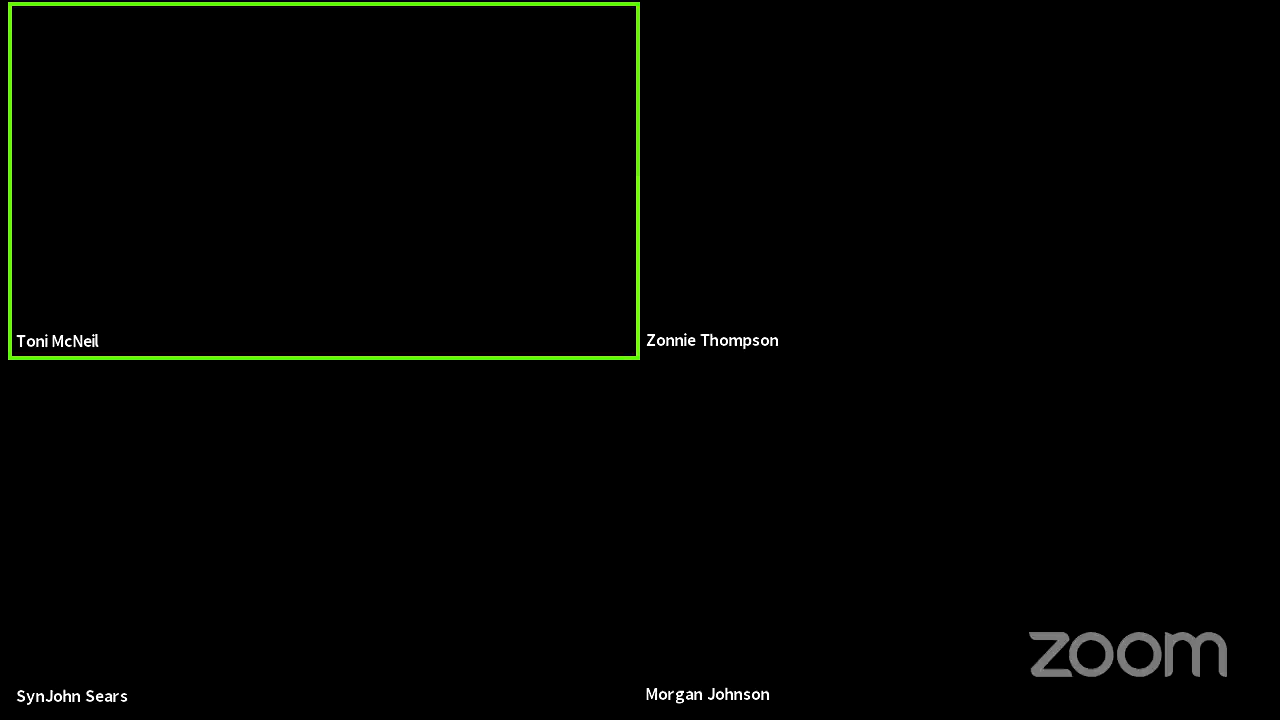 Toni McNeil
Zonnie Thompson
SynJohn Sears
Morgan Johnson
zoom